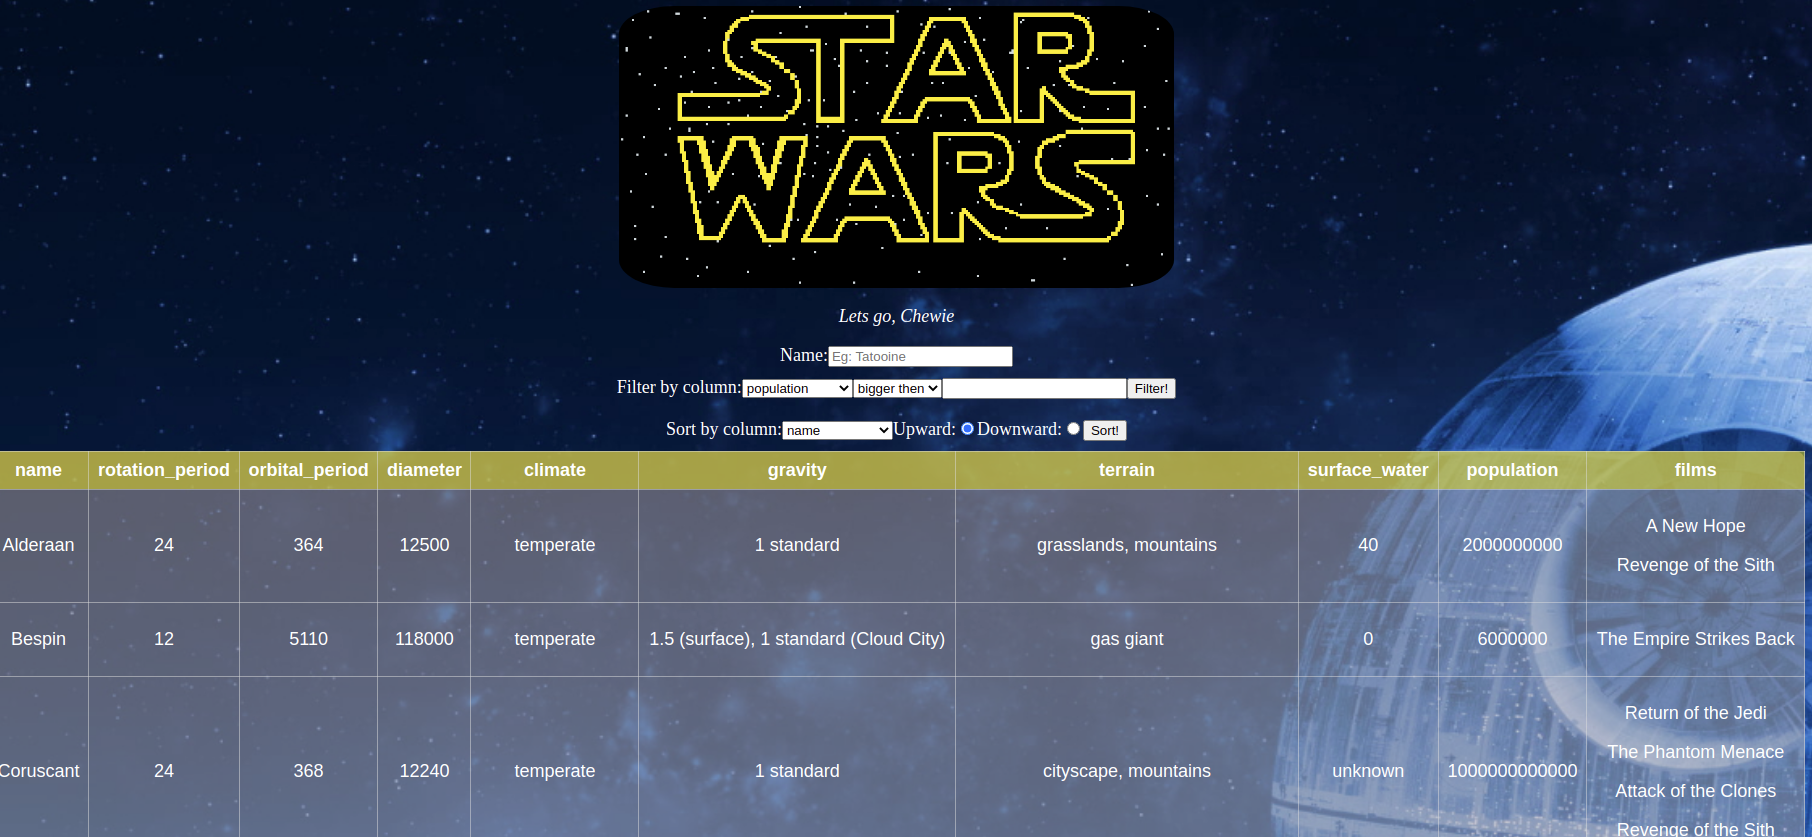 STAR
WARS
Lets go, Chewie
Name: Eg: Tatooine
Filter by column: population bigger then Filter!
Sort by column: name Upward: Downward: Sort!
name rotation_period orbital_period diameter climate gravity terrain surface_water population films
Alderaan 24 364 12500 temperate 1 standard grasslands, mountains 40 2000000000 A New Hope
Revenge of the Sith
Bespin 12 5110 118000 temperate 1.5 (surface), 1 standard (Cloud City) gas giant 0 6000000 The Empire Strikes Back
Coruscant 24 368 12240 temperate 1 standard cityscape, mountains unknown 1000000000000 Return of the Jedi
The Phantom Menace
Attack of the Clones
Revenge of the Sith